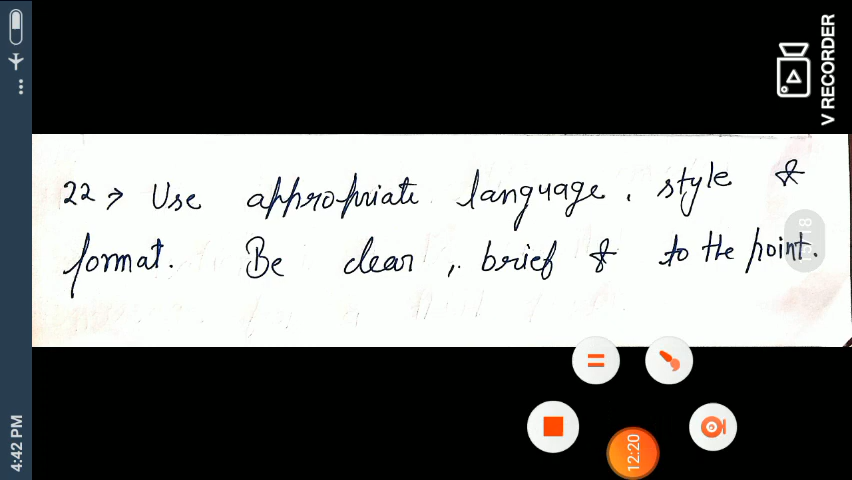 22 > Use appropriate language, style &
format. Be clear, brief & to the point.
V RECORDER
12:20
4:42 PM